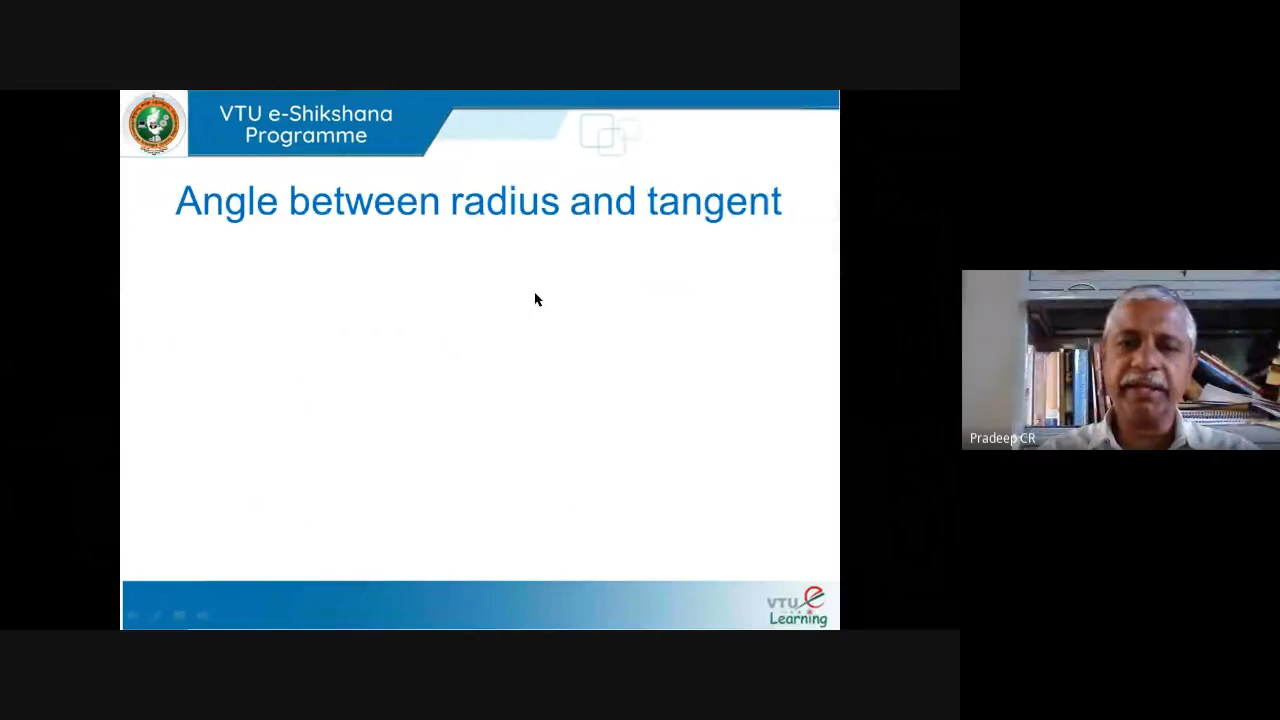 VTU e-Shikshana
Programme
Angle between radius and tangent
Pradeep CR
VTU e
Learning